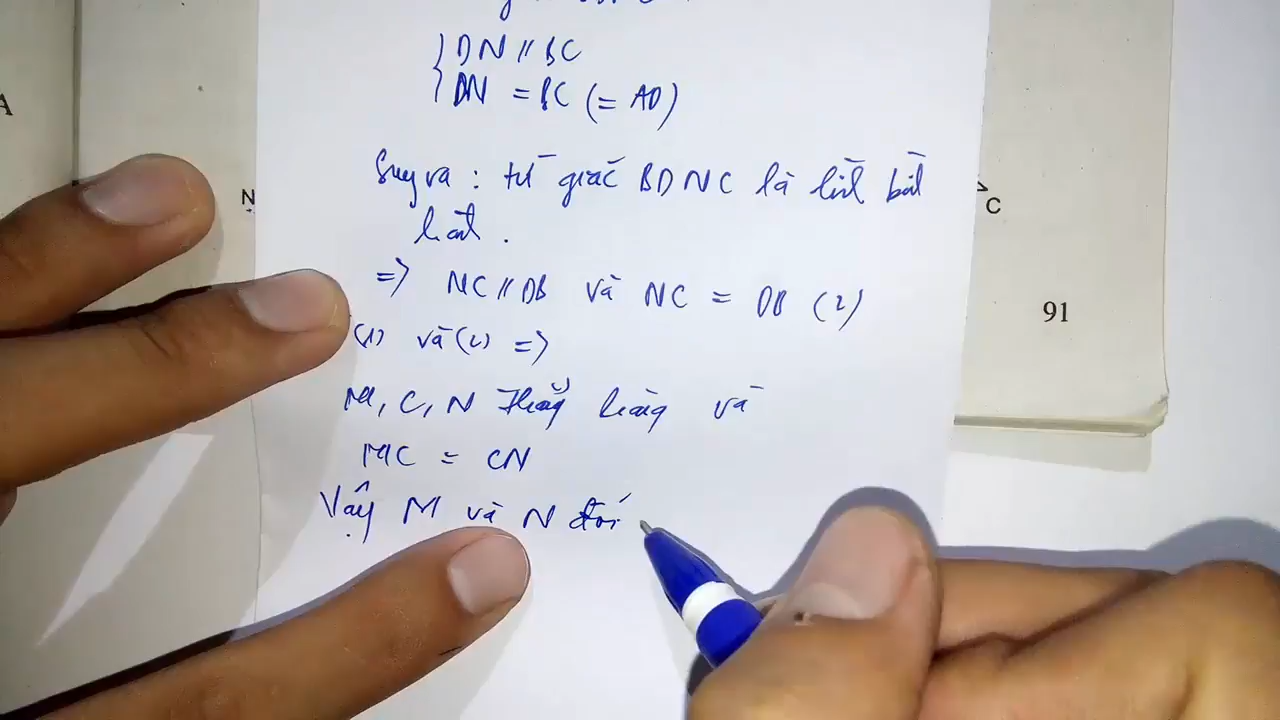 DN // BC
DN = BC (= AD)
Suy ra : tứ giác BDNC là hình bình
hành .
=> NC // DB và NC = DB (2)
(1) và (2) =>
M, C, N thẳng hàng và
MC = CN
Vậy M và N đối
A
N
C
91